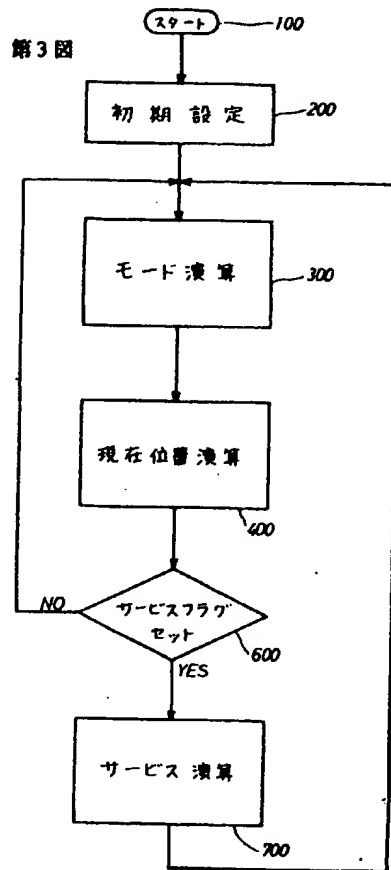 スタート
100
第3図
初期設定
200
モード演算
300
現在位置演算
400
サービスフラグ
セット
NO
600
YES
サービス演算
700